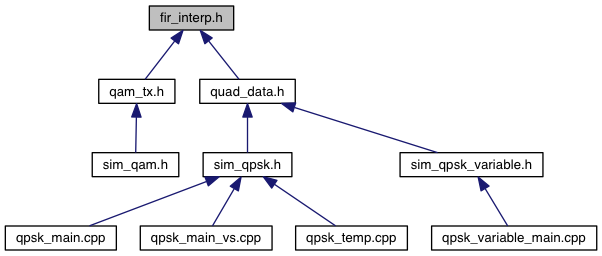 fir_interp.h
qam_tx.h
quad_data.h
sim_qam.h
sim_qpsk.h
sim_qpsk_variable.h
qpsk_main.cpp
qpsk_main_vs.cpp
qpsk_temp.cpp
qpsk_variable_main.cpp